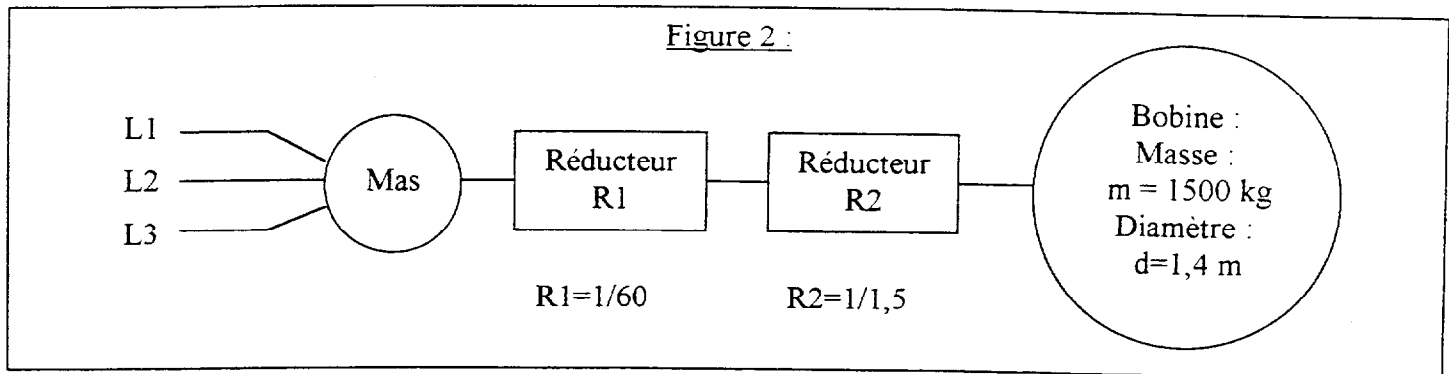 Figure 2 :
L1
L2
L3
Mas
Réducteur
R1
Réducteur
R2
R1=1/60
R2=1/1,5
Bobine :
Masse :
m = 1500 kg
Diamètre :
d=1,4 m